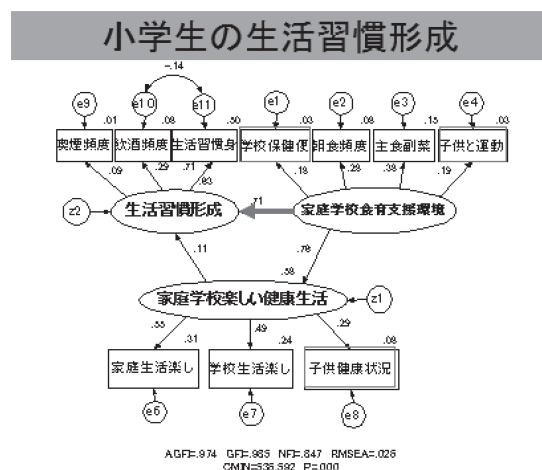 小学生の生活習慣形成
-.14
e9 e10 e11 e1 e2 e3 e4
.01 .08 .50 .03 .08 .15 .03
喫煙頻度 飲酒頻度 生活習慣身 学校保健便 朝食頻度 主食副菜 子供と運動
.09 .29 .71 .18 .28 .38 .19
.83
z2 生活習慣形成 .71 家庭学校食育支援環境
.11 .78
.58
家庭学校楽しい健康生活 z1
.55 .49 .29
.31 .24 .08
家庭生活楽し 学校生活楽し 子供健康状況
e6 e7 e8
AGFI=.974 GFI=.985 NFI=.847 RMSEA=.026
CMIN=535.592 P=.000